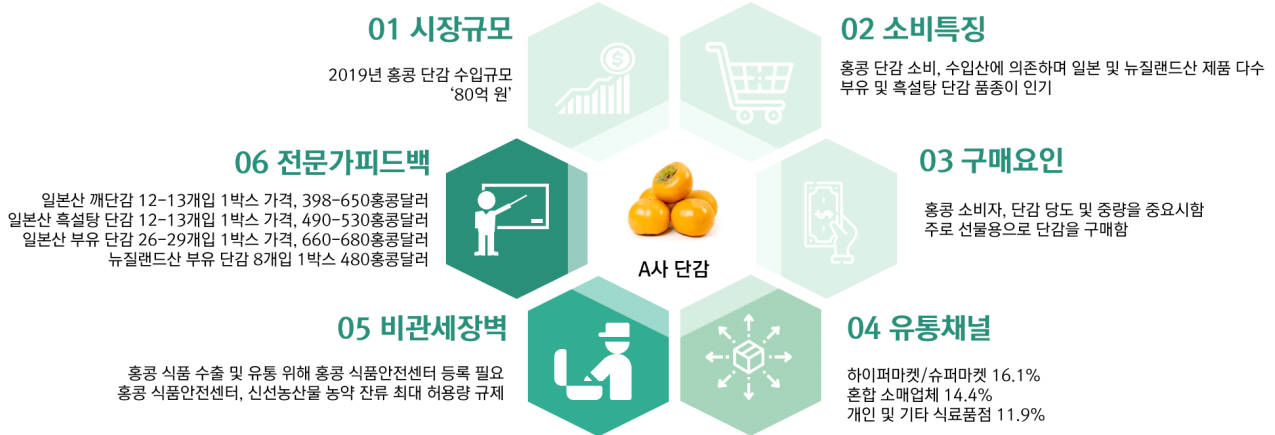 01 시장규모
2019년 홍콩 단감 수입규모
‘80억 원’
02 소비특징
홍콩 단감 소비, 수입산에 의존하며 일본 및 뉴질랜드산 제품 다수
부유 및 흑설탕 단감 품종이 인기
03 구매요인
홍콩 소비자, 단감 당도 및 중량을 중요시함
주로 선물용으로 단감을 구매함
04 유통채널
하이퍼마켓/슈퍼마켓 16.1%
혼합 소매업체 14.4%
개인 및 기타 식료품점 11.9%
05 비관세장벽
홍콩 식품 수출 및 유통 위해 홍콩 식품안전센터 등록 필요
홍콩 식품안전센터, 신선농산물 농약 잔류 최대 허용량 규제
06 전문가피드백
일본산 깨단감 12-13개입 1박스 가격, 398-650홍콩달러
일본산 흑설탕 단감 12-13개입 1박스 가격, 490-530홍콩달러
일본산 부유 단감 26-29개입 1박스 가격, 660-680홍콩달러
뉴질랜드산 부유 단감 8개입 1박스 480홍콩달러
A사 단감